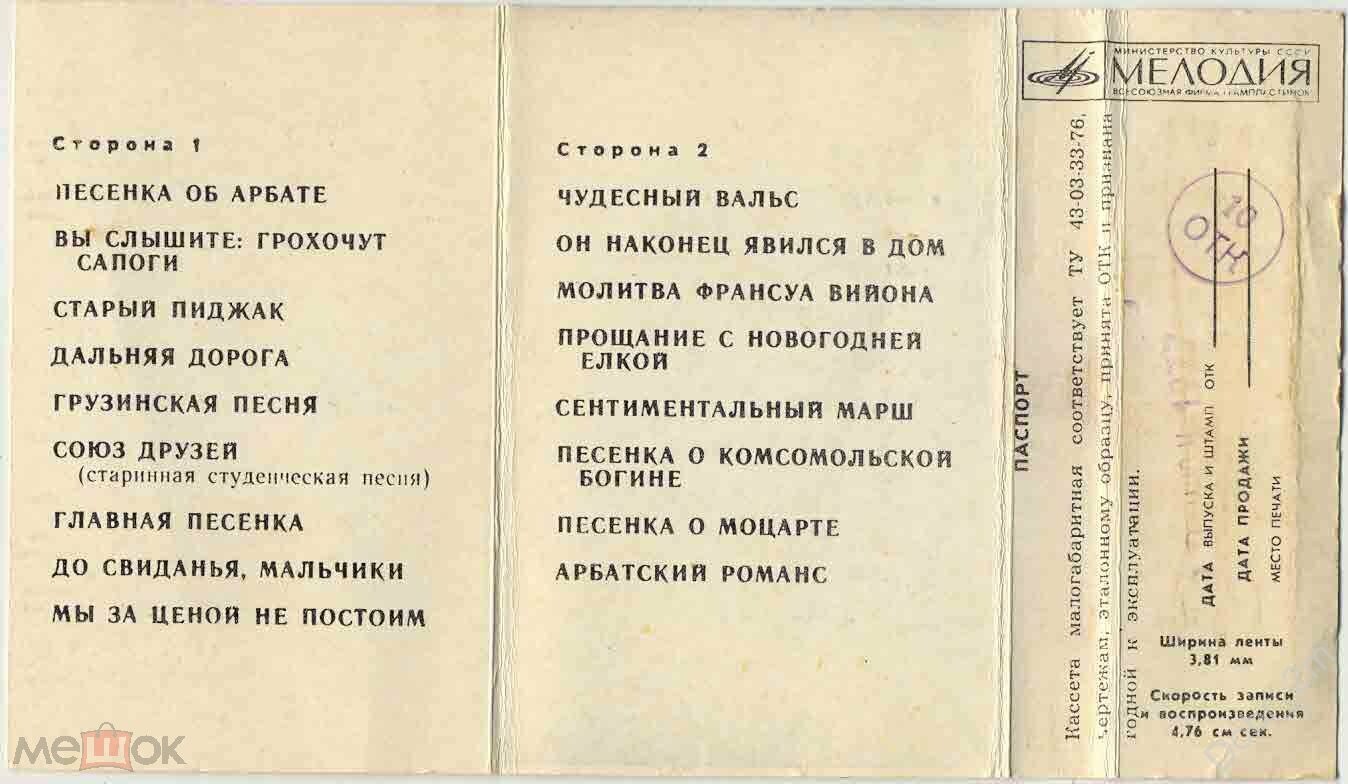 Сторона 1
ПЕСЕНКА ОБ АРБАТЕ
ВЫ СЛЫШИТЕ: ГРОХОЧУТ
САПОГИ
СТАРЫЙ ПИДЖАК
ДАЛЬНЯЯ ДОРОГА
ГРУЗИНСКАЯ ПЕСНЯ
СОЮЗ ДРУЗЕЙ
(старинная студенческая песня)
ГЛАВНАЯ ПЕСЕНКА
ДО СВИДАНЬЯ, МАЛЬЧИКИ
МЫ ЗА ЦЕНОЙ НЕ ПОСТОИМ
Сторона 2
ЧУДЕСНЫЙ ВАЛЬС
ОН НАКОНЕЦ ЯВИЛСЯ В ДОМ
МОЛИТВА ФРАНСУА ВИЙОНА
ПРОЩАНИЕ С НОВОГОДНЕЙ
ЕЛКОЙ
СЕНТИМЕНТАЛЬНЫЙ МАРШ
ПЕСЕНКА О КОМСОМОЛЬСКОЙ
БОГИНЕ
ПЕСЕНКА О МОЦАРТЕ
АРБАТСКИЙ РОМАНС
МИНИСТЕРСТВО КУЛЬТУРЫ СССР
МЕЛОДИЯ
ВСЕСОЮЗНАЯ ФИРМА ГРАМПЛАСТИНОК
ПАСПОРТ
Кассета малогабаритная соответствует ТУ 43-03-33-76,
чертежам, эталонному образцу, принята ОТК и признана
годной к эксплуатации.
ДАТА ВЫПУСКА И ШТАМП ОТК
ДАТА ПРОДАЖИ
МЕСТО ПЕЧАТИ
10
ОТК
Ширина ленты
3,81 мм
Скорость записи
и воспроизведения
4,76 см сек.
мешок